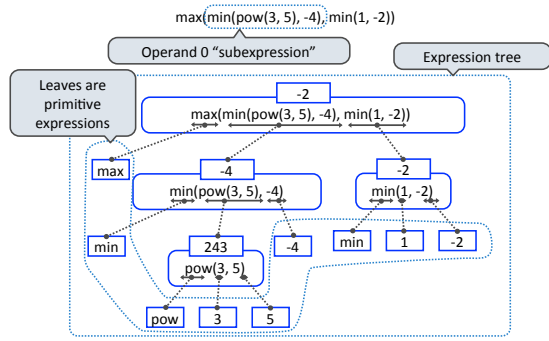 max(min(pow(3, 5), -4), min(1, -2))
Operand 0 “subexpression”
Expression tree
Leaves are
primitive
expressions
-2
max(min(pow(3, 5), -4), min(1, -2))
max
-4
-2
min(pow(3, 5), -4)
min(1, -2)
min
243
-4
min
1
-2
pow(3, 5)
pow
3
5